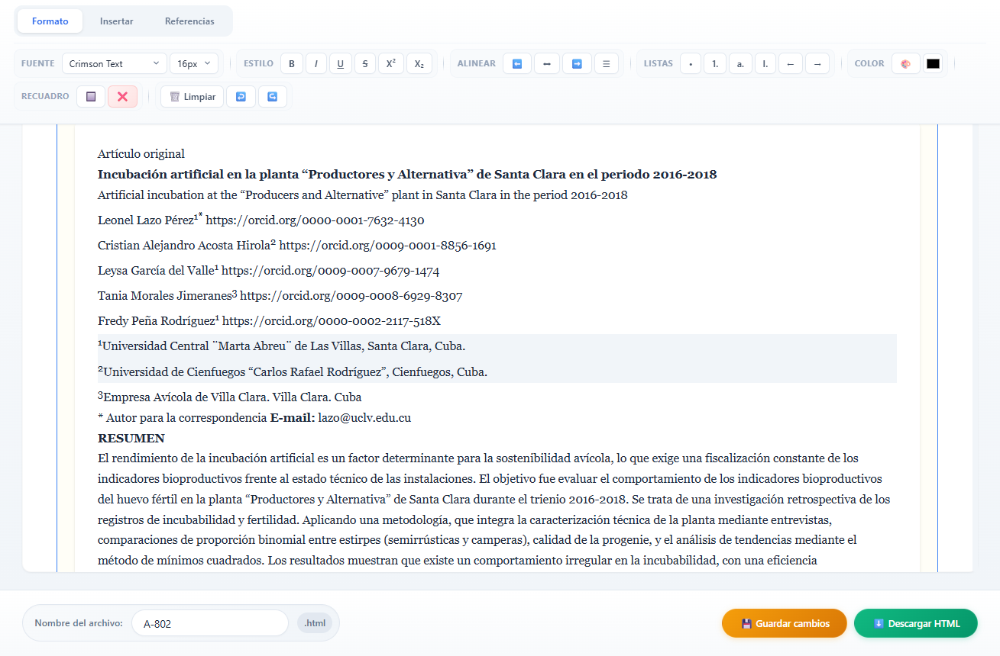 Formato Insertar Referencias
FUENTE Crimson Text 16px ESTILO B I U S X² X₂ ALINEAR LISTAS • 1. a. I. ← → COLOR
RECUADRO Limpiar
Artículo original
Incubación artificial en la planta “Productores y Alternativa” de Santa Clara en el periodo 2016-2018
Artificial incubation at the “Producers and Alternative” plant in Santa Clara in the period 2016-2018
Leonel Lazo Pérez¹* https://orcid.org/0000-0001-7632-4130
Cristian Alejandro Acosta Hirola² https://orcid.org/0009-0001-8856-1691
Leysa García del Valle¹ https://orcid.org/0009-0007-9679-1474
Tania Morales Jimeranes³ https://orcid.org/0009-0008-6929-8307
Fredy Peña Rodríguez¹ https://orcid.org/0000-0002-2117-518X
¹Universidad Central ¨Marta Abreu¨ de Las Villas, Santa Clara, Cuba.
²Universidad de Cienfuegos “Carlos Rafael Rodríguez”, Cienfuegos, Cuba.
³Empresa Avícola de Villa Clara. Villa Clara. Cuba
* Autor para la correspondencia E-mail: lazo@uclv.edu.cu
RESUMEN
El rendimiento de la incubación artificial es un factor determinante para la sostenibilidad avícola, lo que exige una fiscalización constante de los
indicadores bioproductivos frente al estado técnico de las instalaciones. El objetivo fue evaluar el comportamiento de los indicadores bioproductivos
del huevo fértil en la planta “Productores y Alternativa” de Santa Clara durante el trienio 2016-2018. Se trata de una investigación retrospectiva de los
registros de incubabilidad y fertilidad. Aplicando una metodología, que integra la caracterización técnica de la planta mediante entrevistas,
comparaciones de proporción binomial entre estirpes (semirrústicas y camperas), calidad de la progenie, y el análisis de tendencias mediante el
método de mínimos cuadrados. Los resultados muestran que existe un comportamiento irregular en la incubabilidad, con una eficiencia
Nombre del archivo: A-802 .html Guardar cambios Descargar HTML